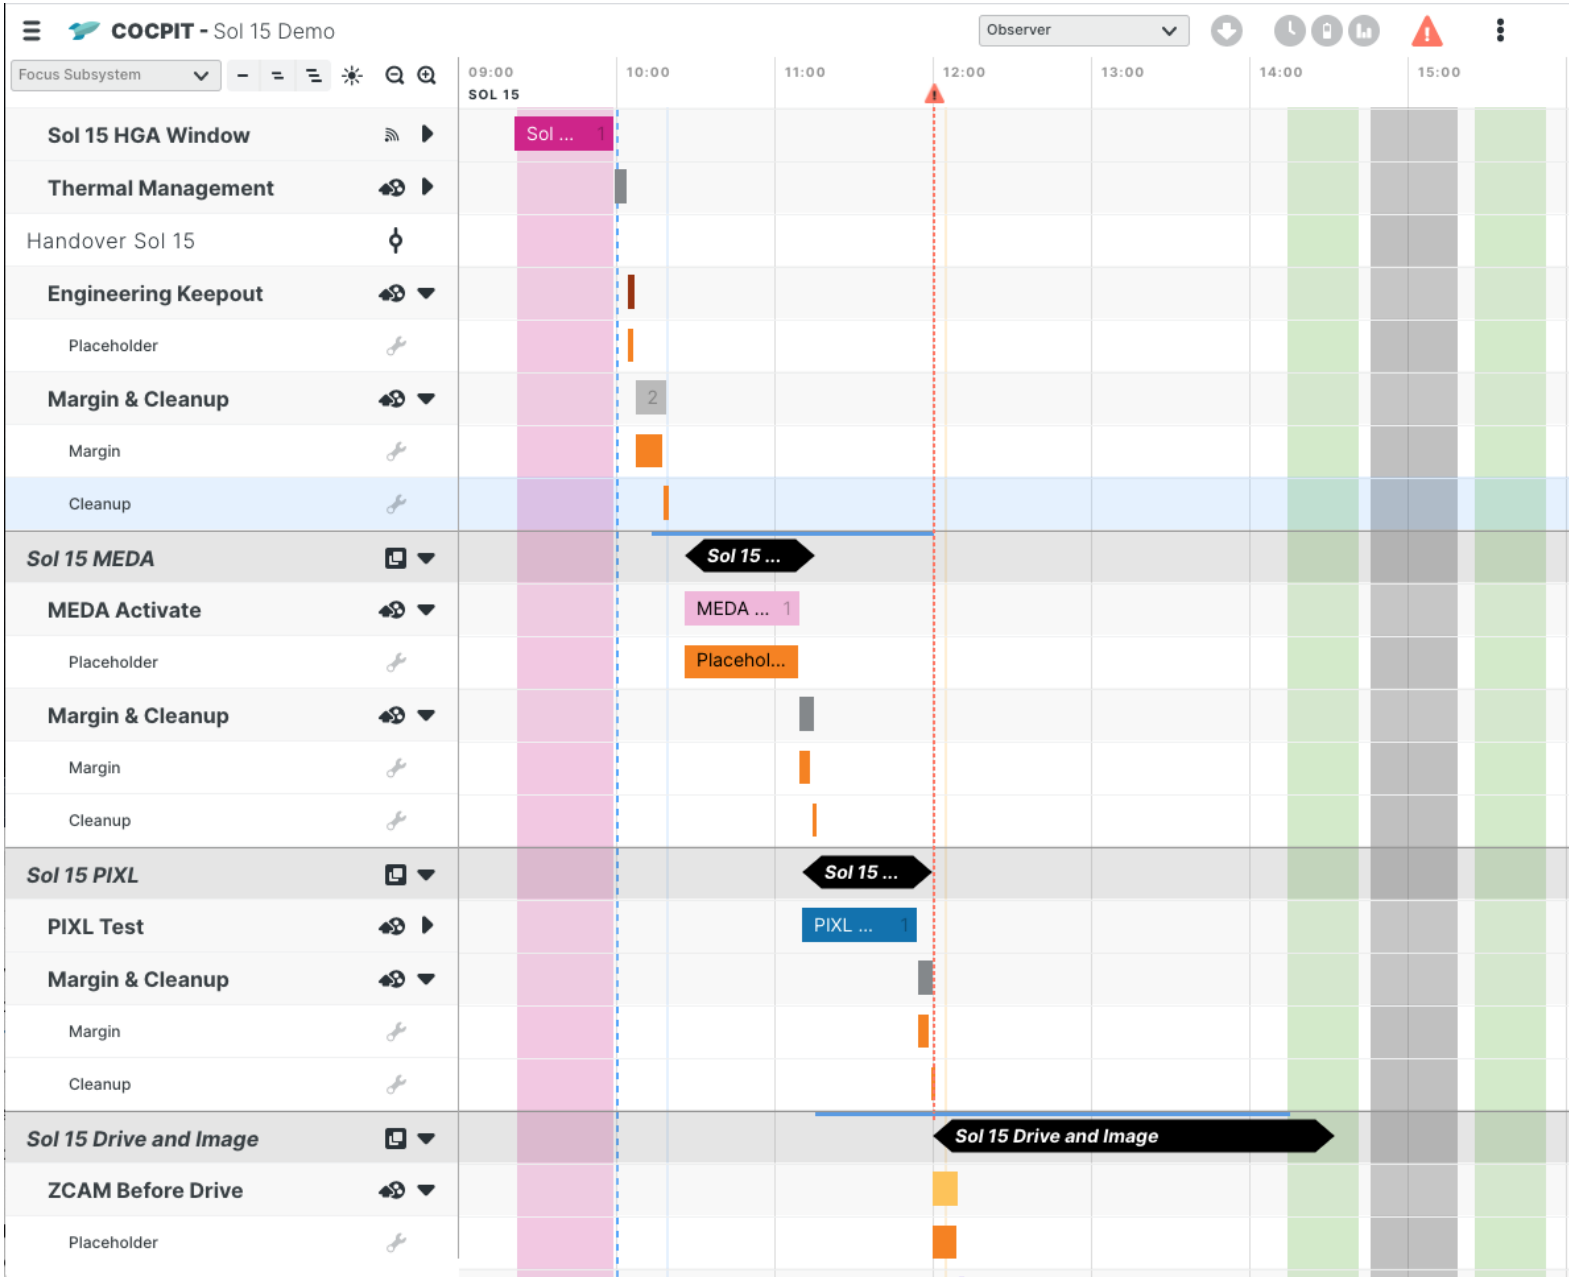 COCPIT - Sol 15 Demo
Observer
Focus Subsystem
09:00 10:00 11:00 12:00 13:00 14:00 15:00
SOL 15
Sol 15 HGA Window
Sol ... 1
Thermal Management
Handover Sol 15
Engineering Keepout
Placeholder
Margin & Cleanup
2
Margin
Cleanup
Sol 15 MEDA
Sol 15 ...
MEDA Activate
MEDA ... 1
Placeholder
Placehol...
Margin & Cleanup
Margin
Cleanup
Sol 15 PIXL
Sol 15 ...
PIXL Test
PIXL ... 1
Margin & Cleanup
Margin
Cleanup
Sol 15 Drive and Image
Sol 15 Drive and Image
ZCAM Before Drive
Placeholder